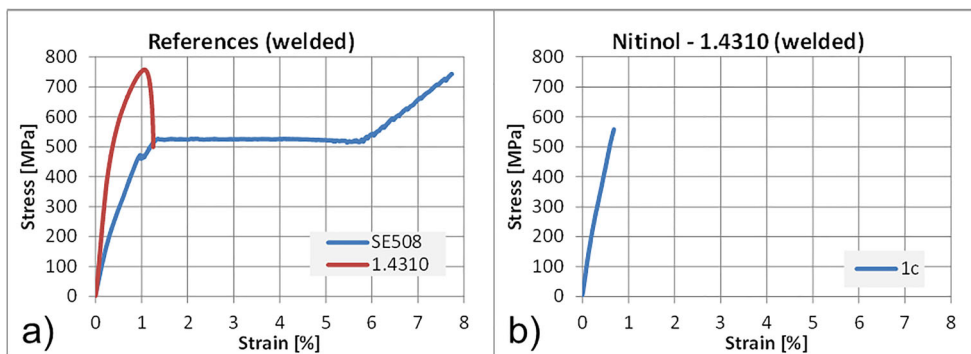 References (welded)
Stress [MPa]
800
700
600
500
400
300
200
100
0
0 1 2 3 4 5 6 7 8
Strain [%]
SE508
1.4310
a)
Nitinol - 1.4310 (welded)
Stress [MPa]
800
700
600
500
400
300
200
100
0
0 1 2 3 4 5 6 7 8
Strain [%]
1c
b)